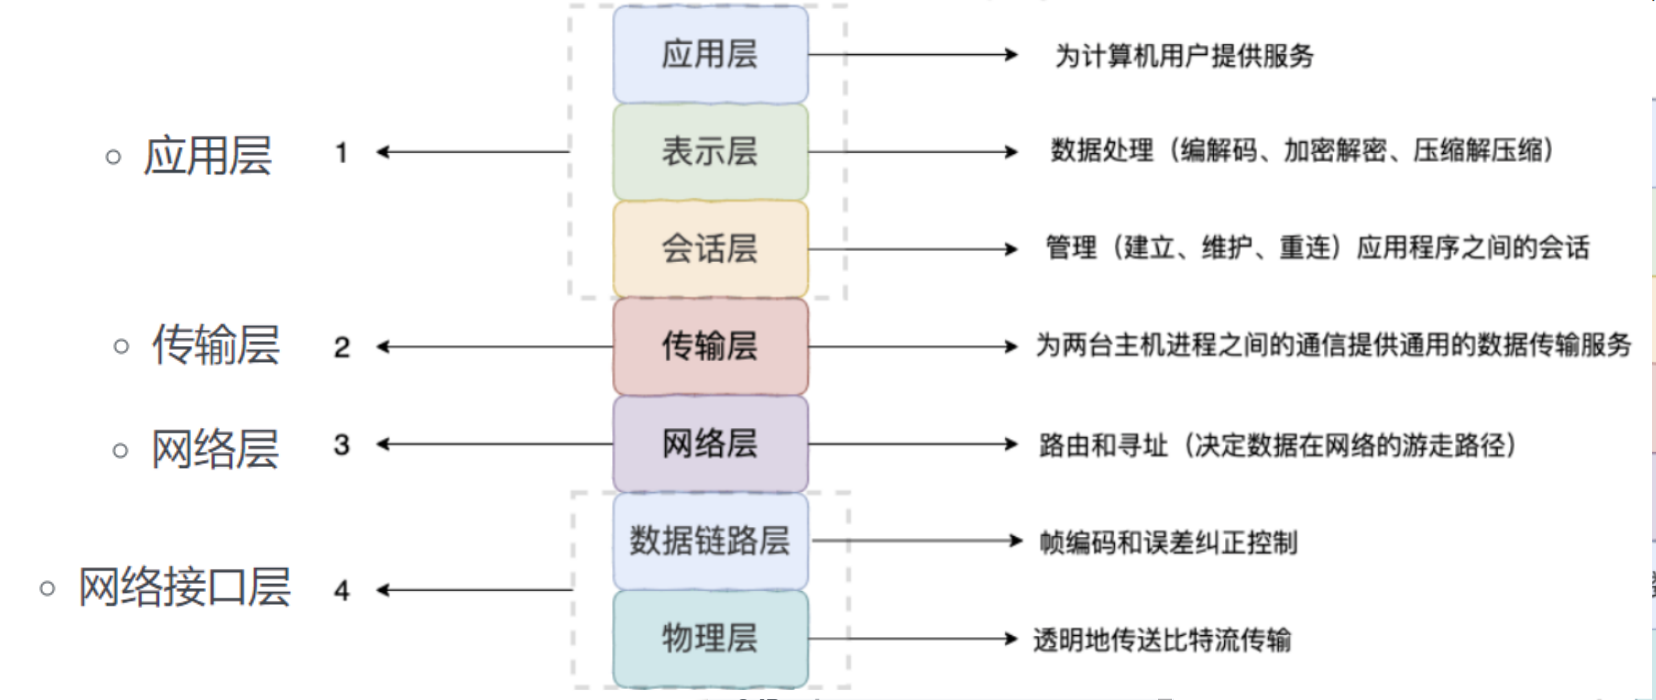 应用层
为计算机用户提供服务
应用层 1
表示层
数据处理（编解码、加密解密、压缩解压缩）
会话层
管理（建立、维护、重连）应用程序之间的会话
传输层 2
传输层
为两台主机进程之间的通信提供通用的数据传输服务
网络层 3
网络层
路由和寻址（决定数据在网络的游走路径）
数据链路层
帧编码和误差纠正控制
网络接口层 4
物理层
透明地传送比特流传输